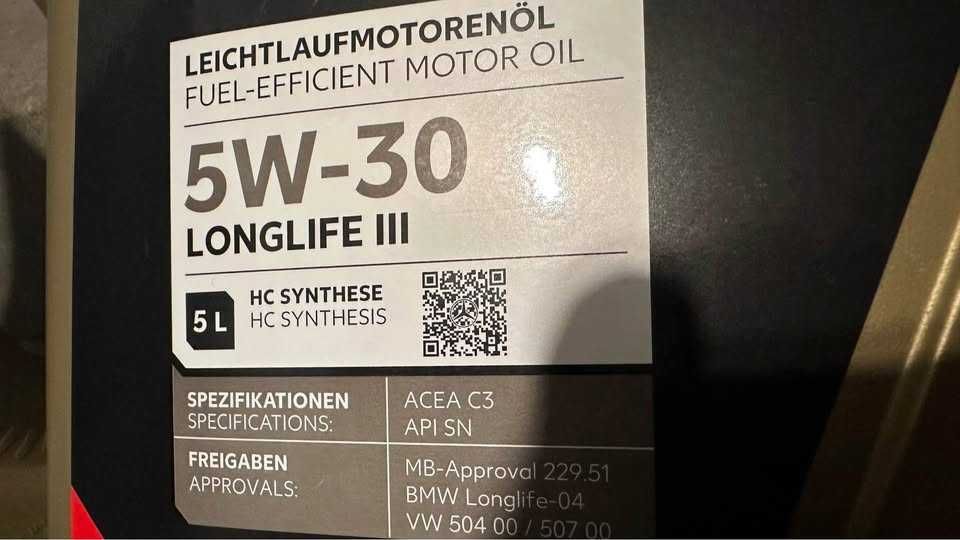 LEICHTLAUFMOTORENÖL
FUEL-EFFICIENT MOTOR OIL
5W-30
LONGLIFE III
5 L
HC SYNTHESE
HC SYNTHESIS
SPEZIFIKATIONEN
SPECIFICATIONS:
ACEA C3
API SN
FREIGABEN
APPROVALS:
MB-Approval 229.51
BMW Longlife-04
VW 504 00 / 507 00